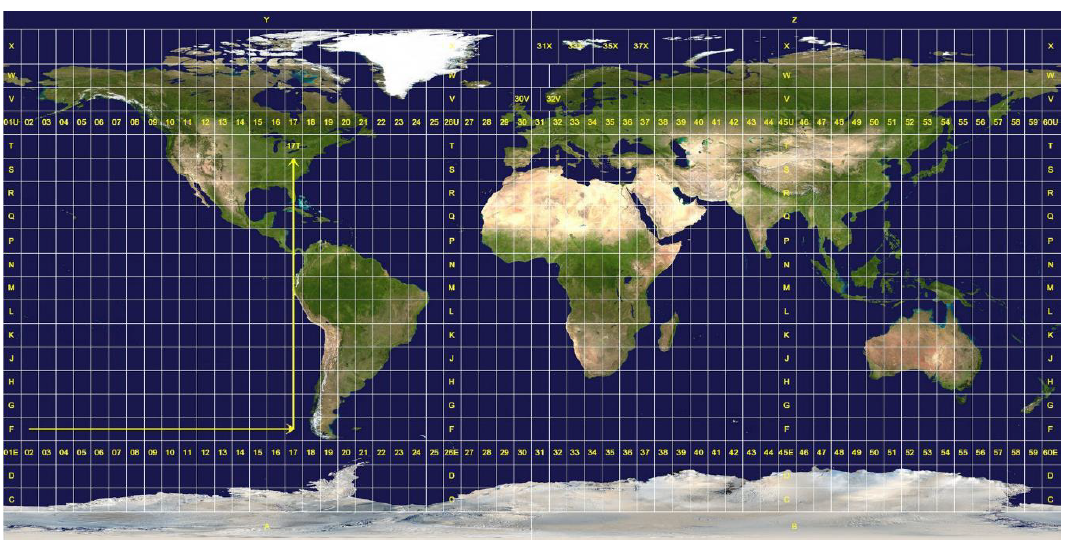 Y Z
X X 31X 33X 35X 37X X X
W W W W
V V 30V 32V V V
01U 02 03 04 05 06 07 08 09 10 11 12 13 14 15 16 17 18 19 20 21 22 23 24 25 26U 27 28 29 30 31 32 33 34 35 36 37 38 39 40 41 42 43 44 45U 46 47 48 49 50 51 52 53 54 55 56 57 58 59 60U
T 17T T T T
S S S S
R R R R
Q Q Q Q
P P P P
N N N N
M M M M
L L L L
K K K K
J J J J
H H H H
G G G G
F F F F
01E 02 03 04 05 06 07 08 09 10 11 12 13 14 15 16 17 18 19 20 21 22 23 24 25 26E 27 28 29 30 31 32 33 34 35 36 37 38 39 40 41 42 43 44 45E 46 47 48 49 50 51 52 53 54 55 56 57 58 59 60E
D D D D
C C C C
A B